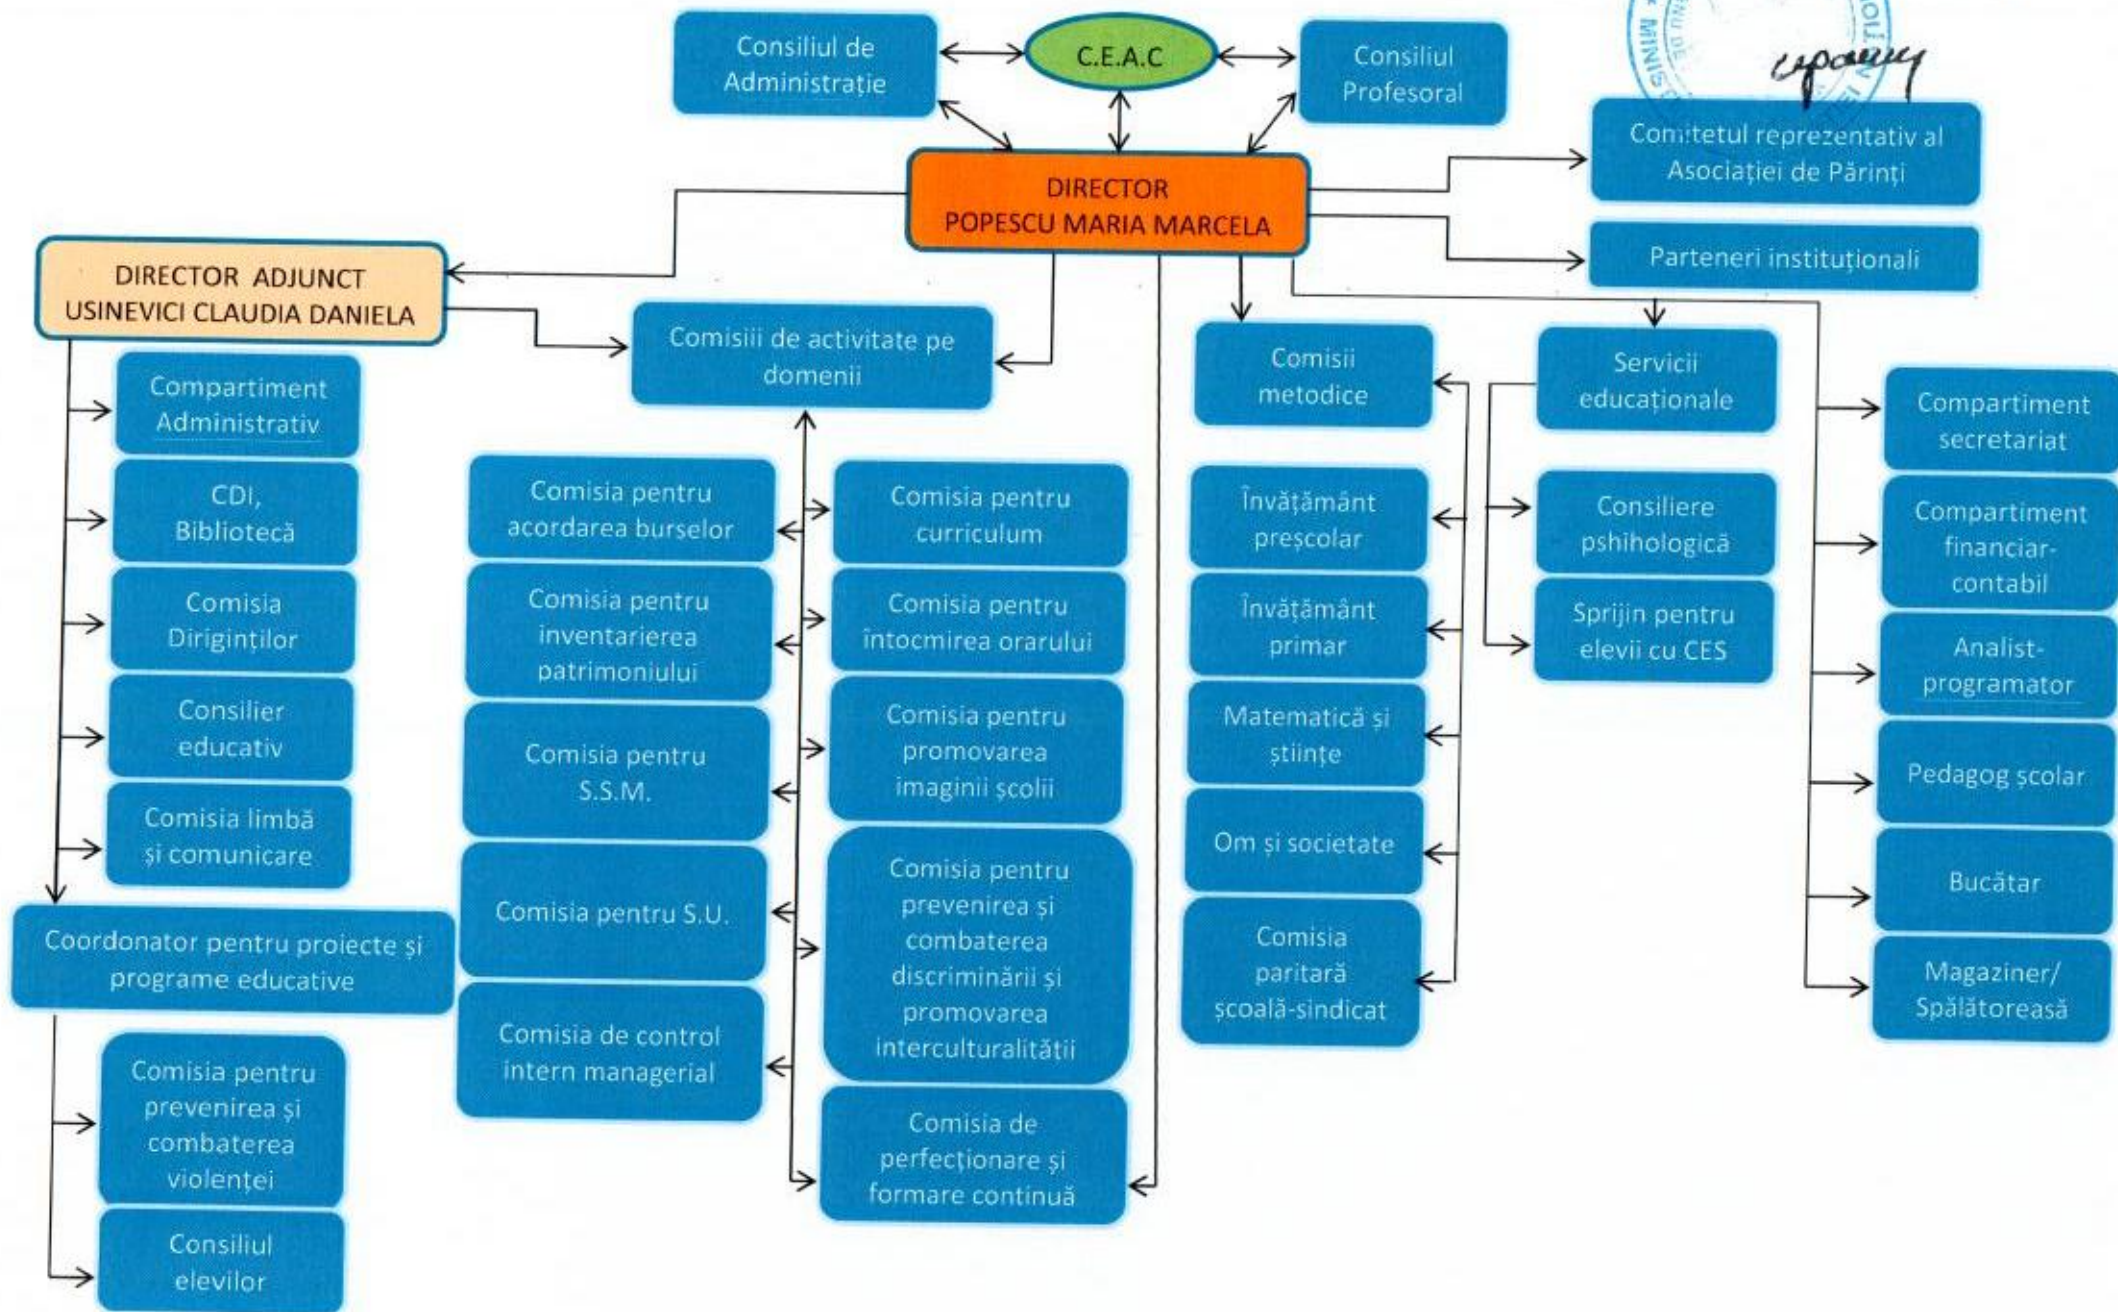 Consiliul de
Administrație
C.E.A.C
Consiliul
Profesoral
Comitetul reprezentativ al
Asociației de Părinți
DIRECTOR
POPESCU MARIA MARCELA
Parteneri instituționali
DIRECTOR ADJUNCT
USINEVICI CLAUDIA DANIELA
Comisiii de activitate pe
domenii
Comisii
metodice
Servicii
educaționale
Compartiment
Administrativ
CDI,
Bibliotecă
Comisia
Diriginților
Consilier
educativ
Comisia limbă
și comunicare
Coordonator pentru proiecte și
programe educative
Comisia pentru
prevenirea și
combaterea
violenței
Consiliul
elevilor
Comisia pentru
acordarea burselor
Comisia pentru
inventarierea
patrimoniului
Comisia pentru
S.S.M.
Comisia pentru S.U.
Comisia de control
intern managerial
Comisia pentru
curriculum
Comisia pentru
întocmirea orarului
Comisia pentru
promovarea
imaginii școlii
Comisia pentru
prevenirea și
combaterea
discriminării și
promovarea
interculturalitătii
Comisia de
perfecționare și
formare continuă
Învățământ
preșcolar
Învățământ
primar
Matematică și
științe
Om și societate
Comisia
paritară
școală-sindicat
Consiliere
pshihologică
Sprijin pentru
elevii cu CES
Compartiment
secretariat
Compartiment
financiar-
contabil
Analist-
programator
Pedagog școlar
Bucătar
Magaziner/
Spălătoreasă